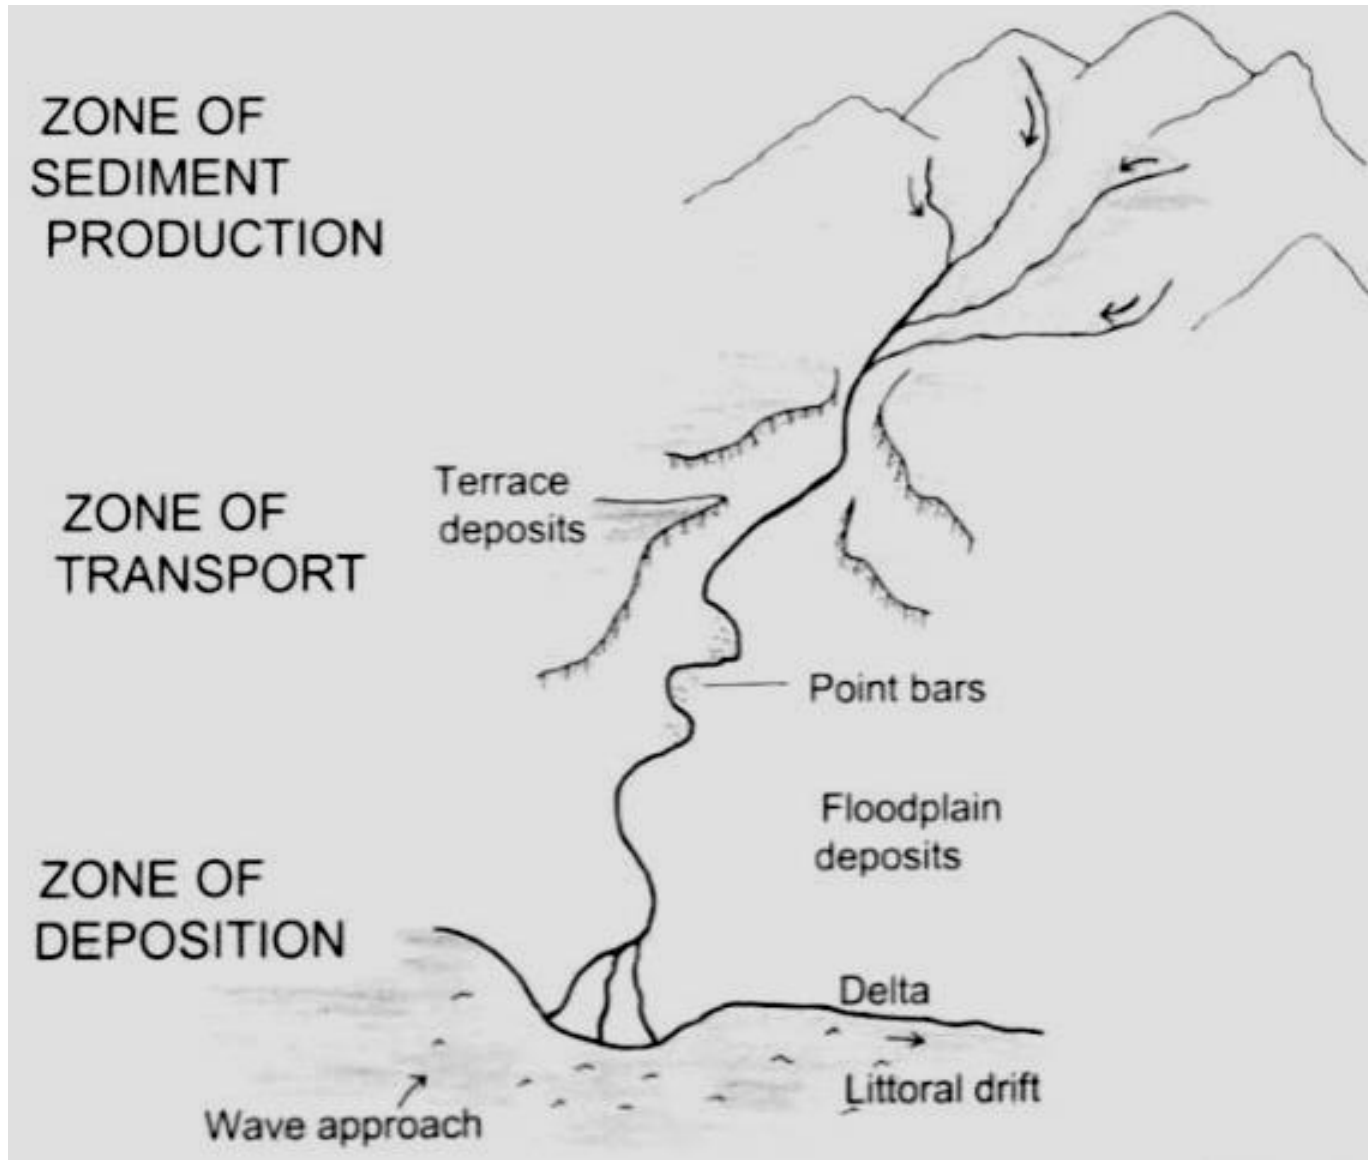 ZONE OF
SEDIMENT
PRODUCTION
Terrace
deposits
ZONE OF
TRANSPORT
Point bars
Floodplain
deposits
ZONE OF
DEPOSITION
Delta
Littoral drift
Wave approach